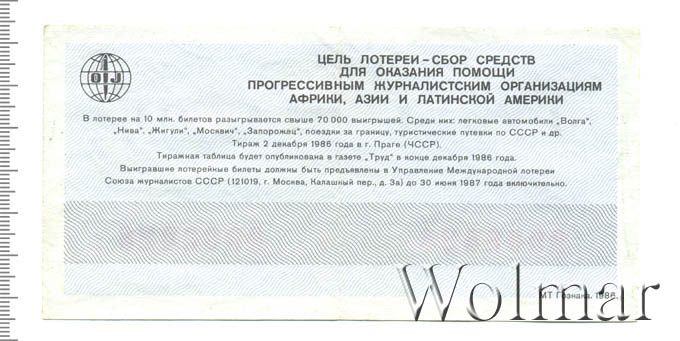 OIJ
ЦЕЛЬ ЛОТЕРЕИ – СБОР СРЕДСТВ
ДЛЯ ОКАЗАНИЯ ПОМОЩИ
ПРОГРЕССИВНЫМ ЖУРНАЛИСТСКИМ ОРГАНИЗАЦИЯМ
АФРИКИ, АЗИИ И ЛАТИНСКОЙ АМЕРИКИ
В лотерее на 10 млн. билетов разыгрывается свыше 70 000 выигрышей. Среди них: легковые автомобили „Волга",
„Нива", „Жигули", „Москвич", „Запорожец", поездки за границу, туристические путевки по СССР и др.
Тираж 2 декабря 1986 года в г. Праге (ЧССР).
Тиражная таблица будет опубликована в газете „Труд" в конце декабря 1986 года.
Выигравшие лотерейные билеты должны быть предъявлены в Управление Международной лотереи
Союза журналистов СССР (121019, г. Москва, Калашный пер., д. 3а) до 30 июня 1987 года включительно.
МТ Гознака. 1986.
Wolmar